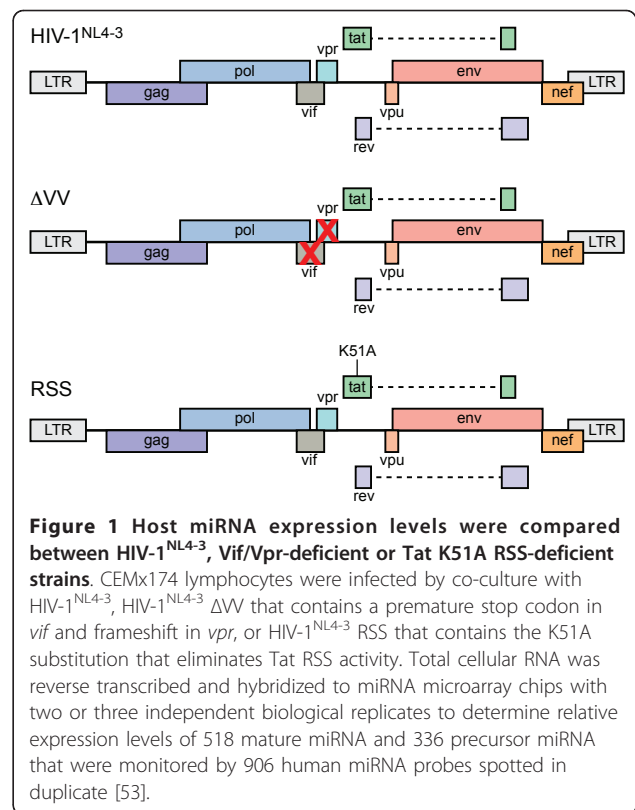 HIV-1NL4-3
tat
vpr
pol
env
LTR
LTR
gag
vif
vpu
nef
rev
ΔVV
tat
vpr
pol
env
LTR
LTR
gag
vif
vpu
nef
rev
K51A
RSS
tat
vpr
pol
env
LTR
LTR
gag
vif
vpu
nef
rev
Figure 1 Host miRNA expression levels were compared
between HIV-1NL4-3, Vif/Vpr-deficient or Tat K51A RSS-deficient
strains. CEMx174 lymphocytes were infected by co-culture with
HIV-1NL4-3, HIV-1NL4-3 ΔVV that contains a premature stop codon in
vif and frameshift in vpr, or HIV-1NL4-3 RSS that contains the K51A
substitution that eliminates Tat RSS activity. Total cellular RNA was
reverse transcribed and hybridized to miRNA microarray chips with
two or three independent biological replicates to determine relative
expression levels of 518 mature miRNA and 336 precursor miRNA
that were monitored by 906 human miRNA probes spotted in
duplicate [53].